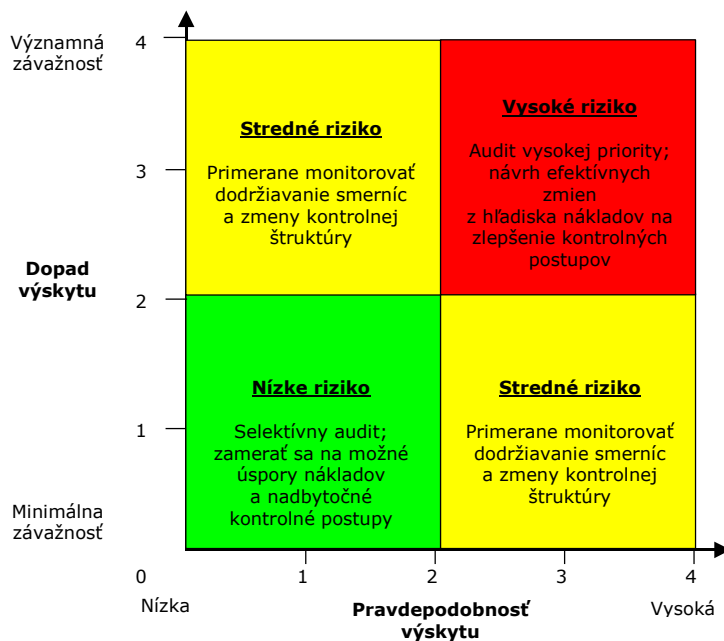 Významná
závažnosť
4
Stredné riziko
Primerane monitorovať
dodržiavanie smerníc
a zmeny kontrolnej
štruktúry
Vysoké riziko
Audit vysokej priority;
návrh efektívnych
zmien
z hľadiska nákladov na
zlepšenie kontrolných
postupov
3
Dopad
výskytu
2
Nízke riziko
Selektívny audit;
zamerať sa na možné
úspory nákladov
a nadbytočné
kontrolné postupy
Stredné riziko
Primerane monitorovať
dodržiavanie smerníc
a zmeny kontrolnej
štruktúry
1
Minimálna
závažnosť
0
1
2
3
4
Nízka
Pravdepodobnosť
výskytu
Vysoká